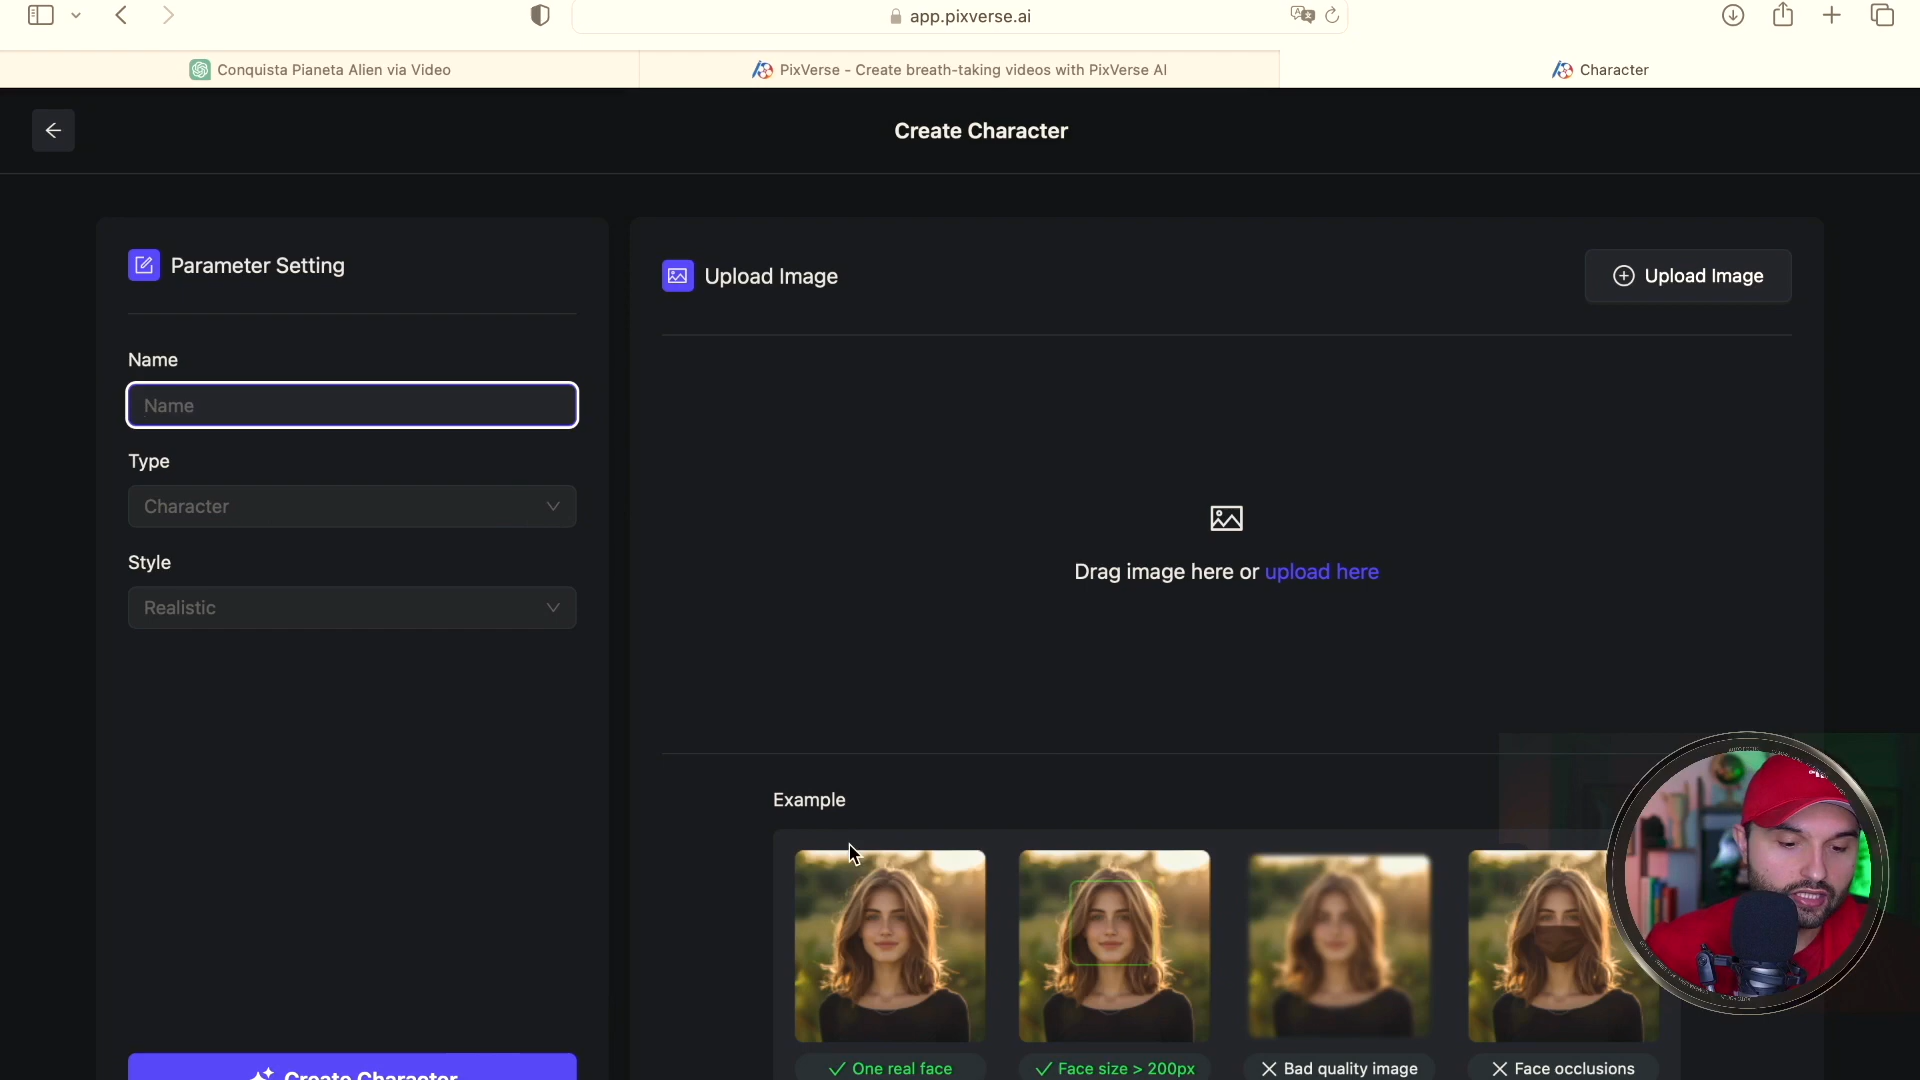 app.pixverse.ai
Conquista Pianeta Alien via Video
PixVerse - Create breath-taking videos with PixVerse AI
Character
Create Character
Parameter Setting
Upload Image
Upload Image
Name
Name
Type
Character
Style
Realistic
Drag image here or upload here
Example
One real face
Face size > 200px
Bad quality image
Face occlusions
Create Character